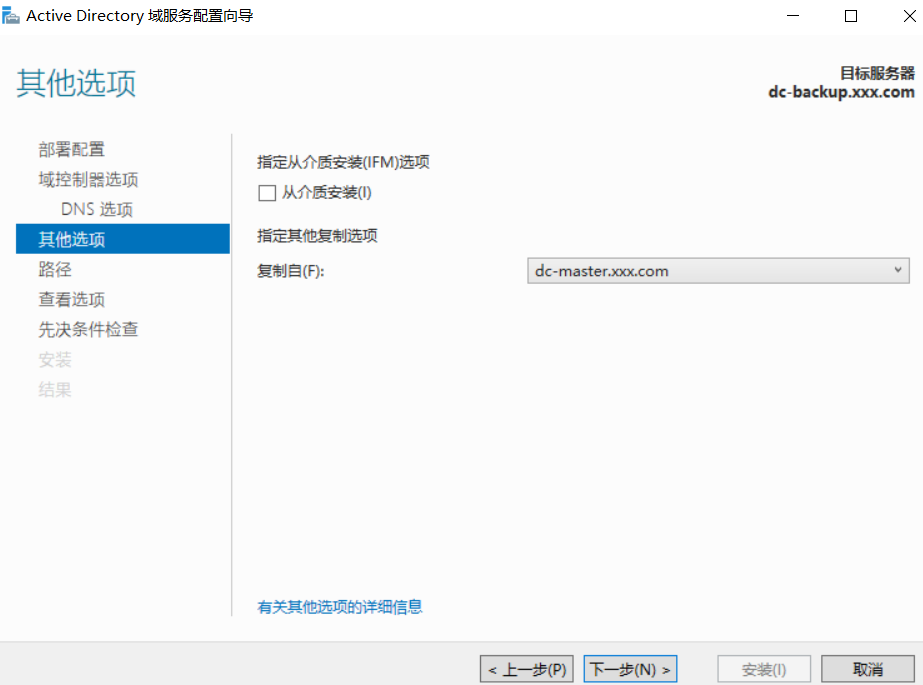 Active Directory 域服务配置向导
其他选项
目标服务器
dc-backup.xxx.com
部署配置
域控制器选项
DNS 选项
其他选项
路径
查看选项
先决条件检查
安装
结果
指定从介质安装(IFM)选项
从介质安装(I)
指定其他复制选项
复制自(F):
dc-master.xxx.com
有关其他选项的详细信息
< 上一步(P)
下一步(N) >
安装(I)
取消